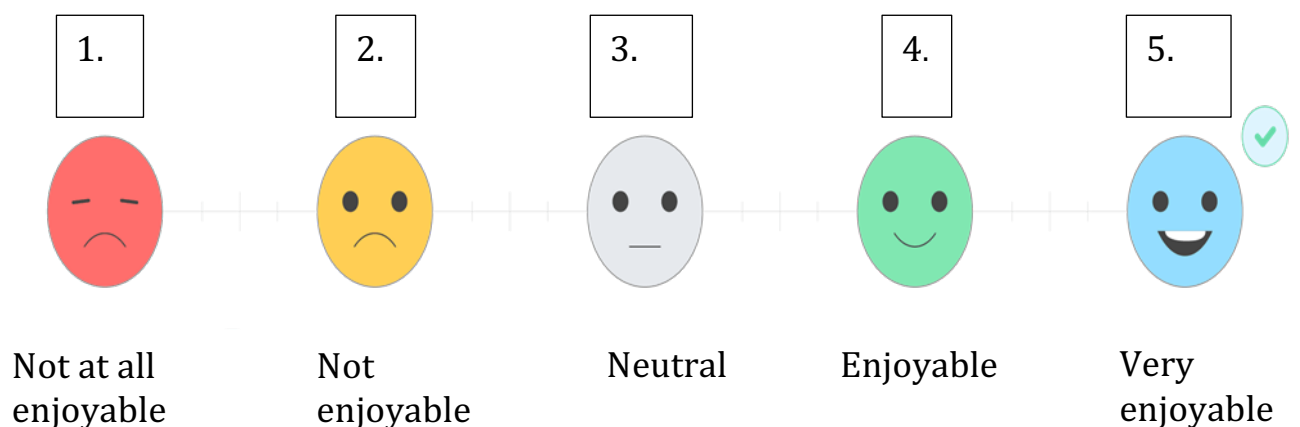 1.
2.
3.
4.
5.
Not at all
enjoyable
Not
enjoyable
Neutral
Enjoyable
Very
enjoyable